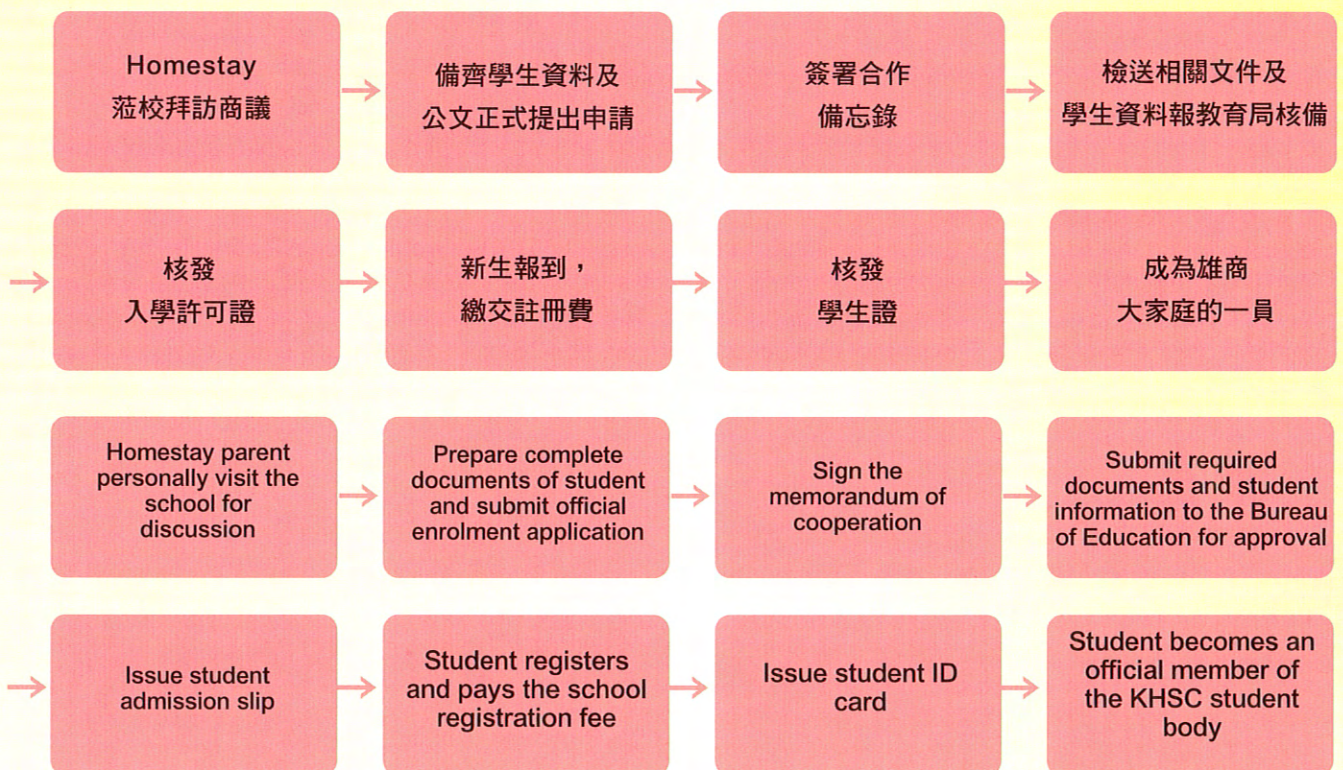 Homestay
蒞校拜訪商議
備齊學生資料及
公文正式提出申請
簽署合作
備忘錄
檢送相關文件及
學生資料報教育局核備
核發
入學許可證
新生報到，
繳交註冊費
核發
學生證
成為雄商
大家庭的一員
Homestay parent
personally visit the
school for
discussion
Prepare complete
documents of student
and submit official
enrolment application
Sign the
memorandum of
cooperation
Submit required
documents and student
information to the Bureau
of Education for approval
Issue student
admission slip
Student registers
and pays the school
registration fee
Issue student ID
card
Student becomes an
official member of
the KHSC student
body